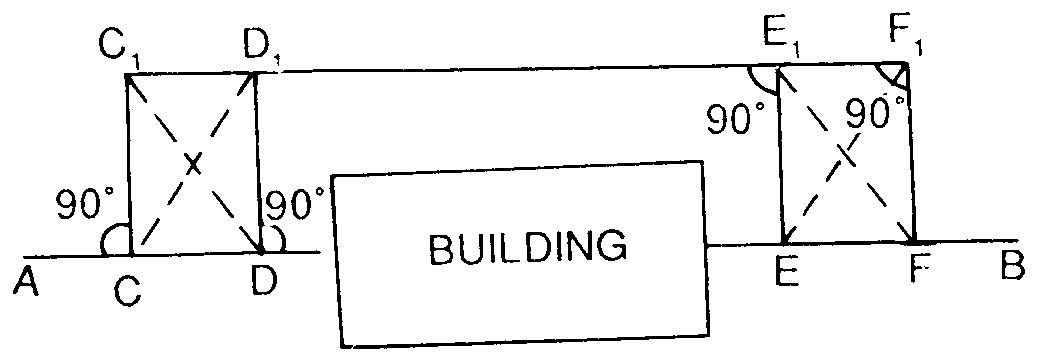 C₁ D₁ E₁ F₁
90° 90°
90° 90°
BUILDING
A C D E F B